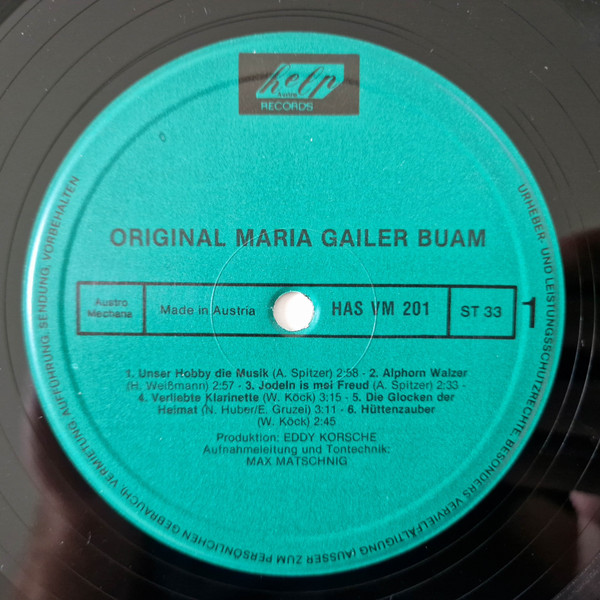 help
RECORDS
ORIGINAL MARIA GAILER BUAM
Austro
Mechana
Made in Austria
HAS VM 201
ST 33
1
1. Unser Hobby die Musik (A. Spitzer) 2:58 - 2. Alphorn Walzer
(H. Weißmann) 2:57 - 3. Jodeln is mei Freud (A. Spitzer) 2:33 -
4. Verliebte Klarinette (W. Köck) 3:15 - 5. Die Glocken der
Heimat (N. Huber/E. Gruzei) 3:11 - 6. Hüttenzauber
(W. Köck) 2:45
Produktion: EDDY KORSCHE
Aufnahmeleitung und Tontechnik:
MAX MATSCHNIG
URHEBER- UND LEISTUNGSSCHUTZRECHTE BESONDERS VERVIELFÄLTIGUNG (AUSSER ZUM PERSÖNLICHEN GEBRAUCH), VERMIETUNG AUFFÜHRUNG, SENDUNG, VORBEHALTEN